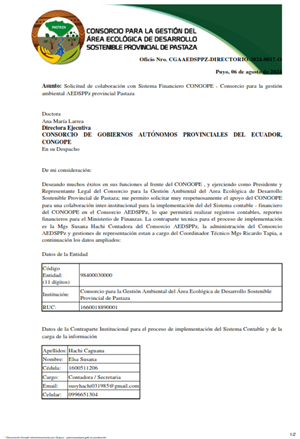 CONSORCIO PARA LA GESTIÓN DEL
ÁREA ECOLÓGICA DE DESARROLLO
SOSTENIBLE PROVINCIAL DE PASTAZA
Oficio Nro. CGAAEDSPPZ-DIRECTORIO-
Puyo, 06 de agosto de
Asunto: Solicitud de colaboración con Sistema Financiero CONGOPE - Consorcio para la gestión
ambiental AEDSPPz provincial Pastaza
Doctora
Ana María Larrea
Directora Ejecutiva
CONSORCIO DE GOBIERNOS AUTÓNOMOS PROVINCIALES DEL ECUADOR,
CONGOPE
En su Despacho
De mi consideración:
Deseando muchos éxitos en sus funciones al frente del CONGOPE , y ejerciendo como Presidente y
Representante Legal del Consorcio para la Gestión Ambiental del Area Ecologica de Desarrollo
Sostenible Provincial de Pastaza; me permito solicitar muy respetuosamente el apoyo del CONGOPE
para una colaboración inter-institucional para la implementación del del sistema contable - financiero
del CONGOPE en el Consorcio AEDSPPz, lo que permitirá realizar registros contables, reportes
financieros para el Ministerio de Finanzas. La contraparte tecnica para el proceso de implementación
es la Mgs Susana Hachi Contadora del Consorcio AEDSPPz, la administración del Consorcio
AEDSPPz y gestiones de representación estan a cargo del Coordinador Técnico Mgs Ricardo Tapia, a
continuación los datos ampliados:
Datos de la Entidad
Código
Entidad: 98400030000
(11 dígitos)
Institución: Consorcio para la Gestión Ambiental del Área Ecológica de Desarrollo Sostenible
Provincial de Pastaza
RUC: 1660018890001
Datos de la Contraparte Institucional para el proceso de implementación del Sistema Contable y de la
carga de la información
Apellidos: Hachi Caguana
Nombre: Elsa Susana
Cédula: 1600511206
Cargo: Contadora / Secretaria
Email: susyhachi031983@gmail.com
Celular: 0996651304
1/2